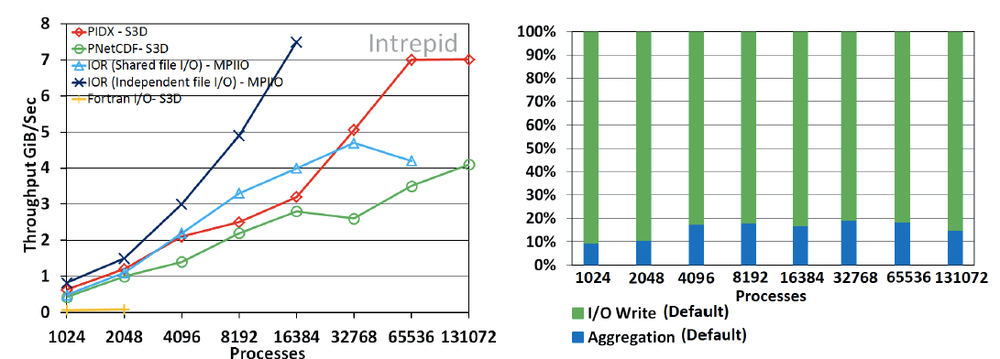 8
7
6
5
4
3
2
1
0
Throughput GiB/Sec
PIDX - S3D
PNetCDF- S3D
IOR (Shared file I/O) - MPIIO
IOR (Independent file I/O) - MPIIO
Fortran I/O- S3D
Intrepid
1024 2048 4096 8192 16384 32768 65536 131072
Processes
100%
90%
80%
70%
60%
50%
40%
30%
20%
10%
0%
1024 2048 4096 8192 16384 32768 65536 131072
Processes
I/O Write (Default)
Aggregation (Default)